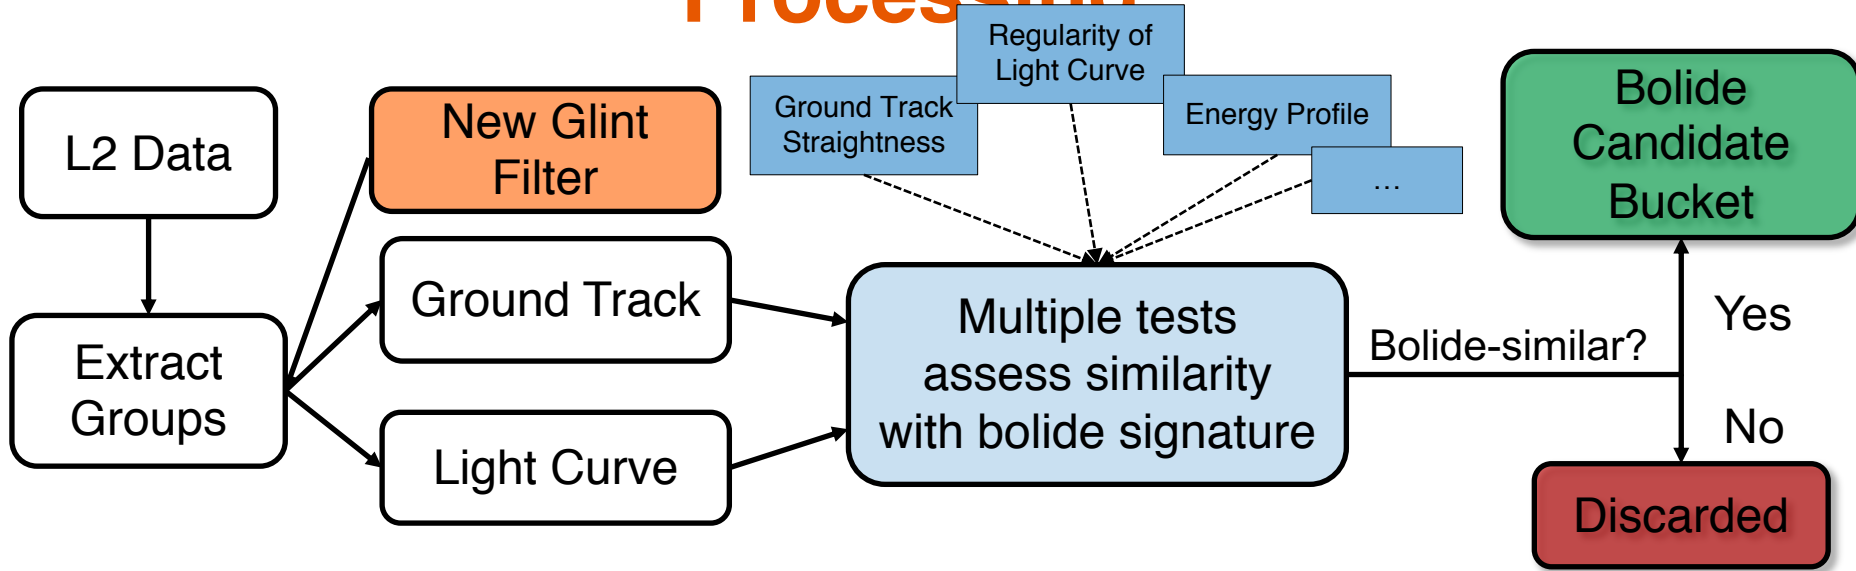 Processing
Regularity of
Light Curve
Ground Track
Straightness
Energy Profile
...
L2 Data
New Glint
Filter
Bolide
Candidate
Bucket
Extract
Groups
Ground Track
Light Curve
Multiple tests
assess similarity
with bolide signature
Bolide-similar?
Yes
No
Discarded